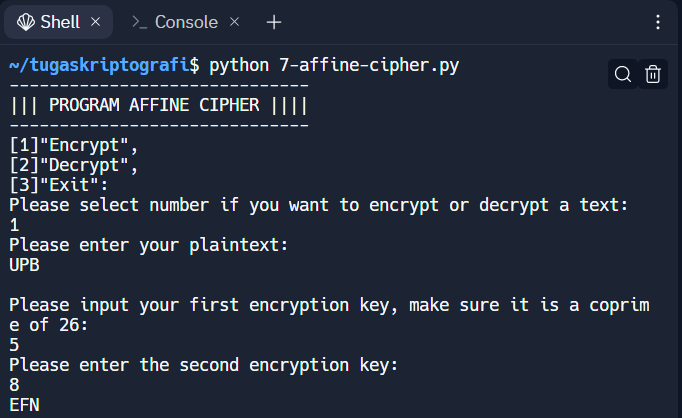 Shell × >_ Console × +
~/tugaskriptografi$ python 7-affine-cipher.py
------------------------------
||| PROGRAM AFFINE CIPHER ||||
------------------------------
[1]"Encrypt",
[2]"Decrypt",
[3]"Exit":
Please select number if you want to encrypt or decrypt a text:
1
Please enter your plaintext:
UPB
Please input your first encryption key, make sure it is a coprim
e of 26:
5
Please enter the second encryption key:
8
EFN